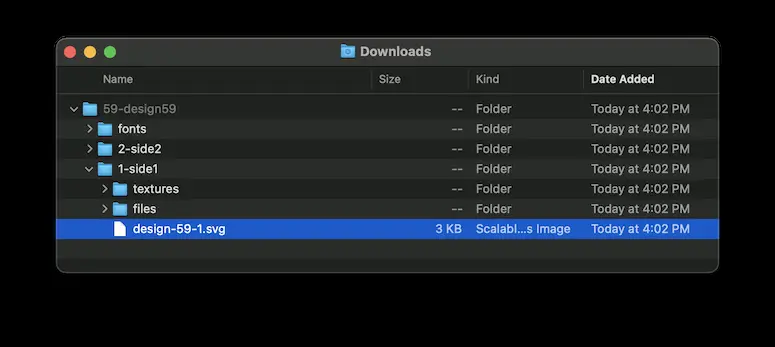 Downloads
Name Size Kind Date Added
59-design59 -- Folder Today at 4:02 PM
fonts -- Folder Today at 4:02 PM
2-side2 -- Folder Today at 4:02 PM
1-side1 -- Folder Today at 4:02 PM
textures -- Folder Today at 4:02 PM
files -- Folder Today at 4:02 PM
design-59-1.svg 3 KB Scalabl...s Image Today at 4:02 PM